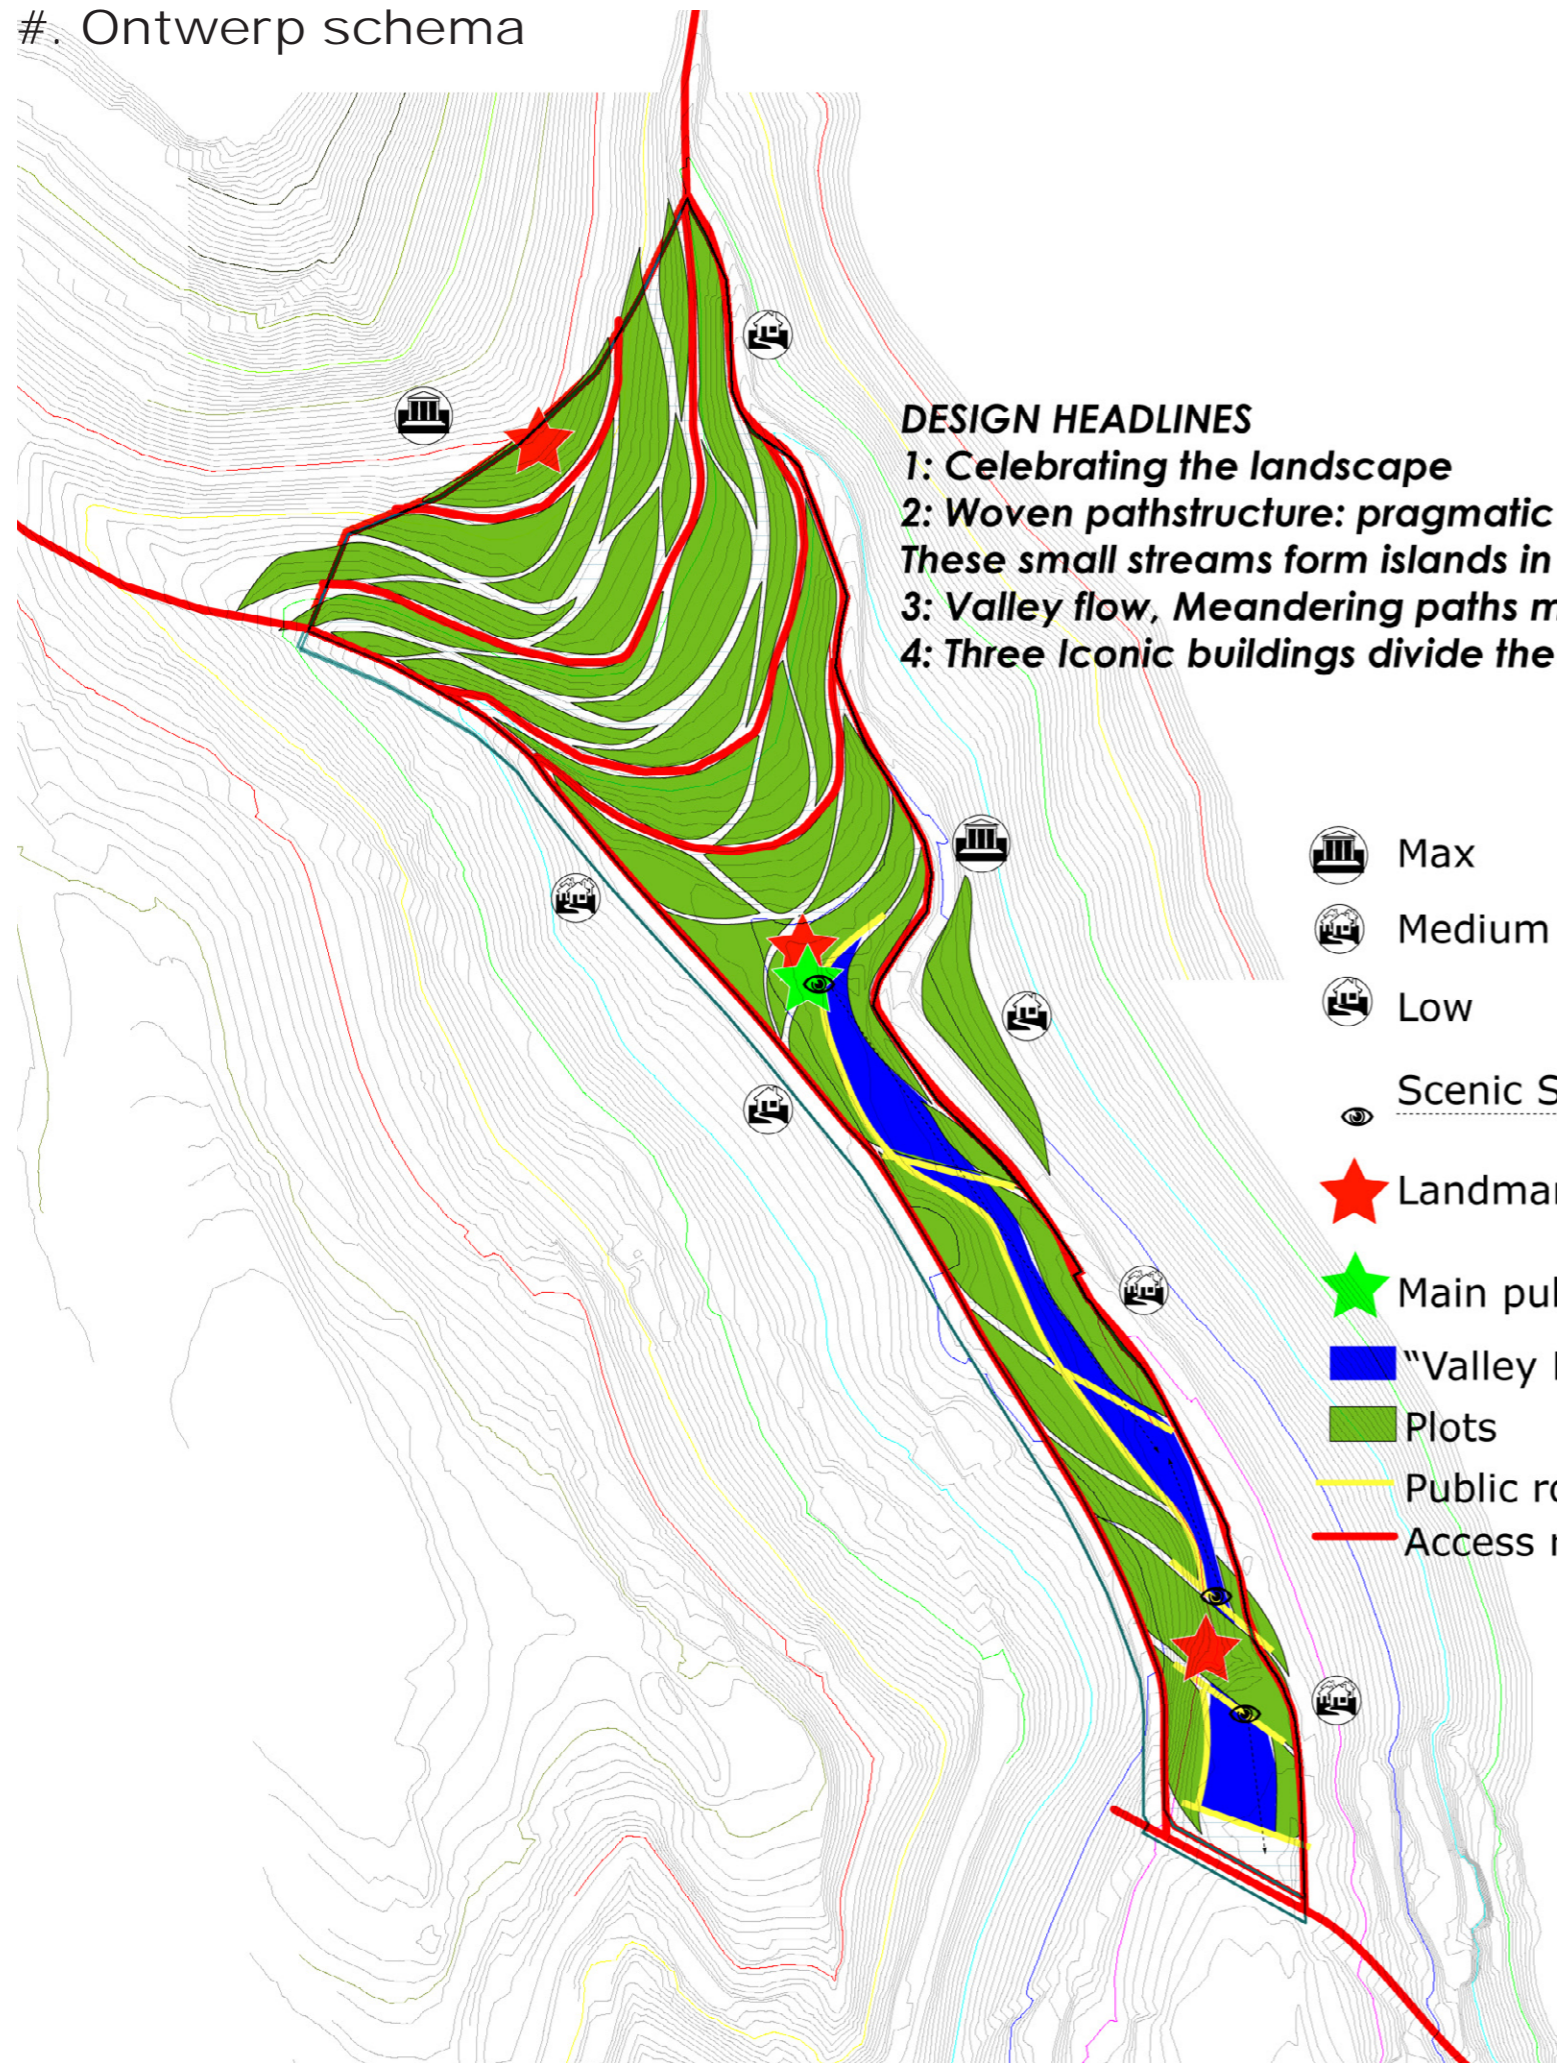 #. Ontwerp schema
DESIGN HEADLINES
1: Celebrating the landscape
2: Woven pathstructure: pragmatic
These small streams form islands in
3: Valley flow, Meandering paths m
4: Three Iconic buildings divide the
Max
Medium
Low
Scenic S
Landmar
Main pul
"Valley
Plots
Public ro
Access r